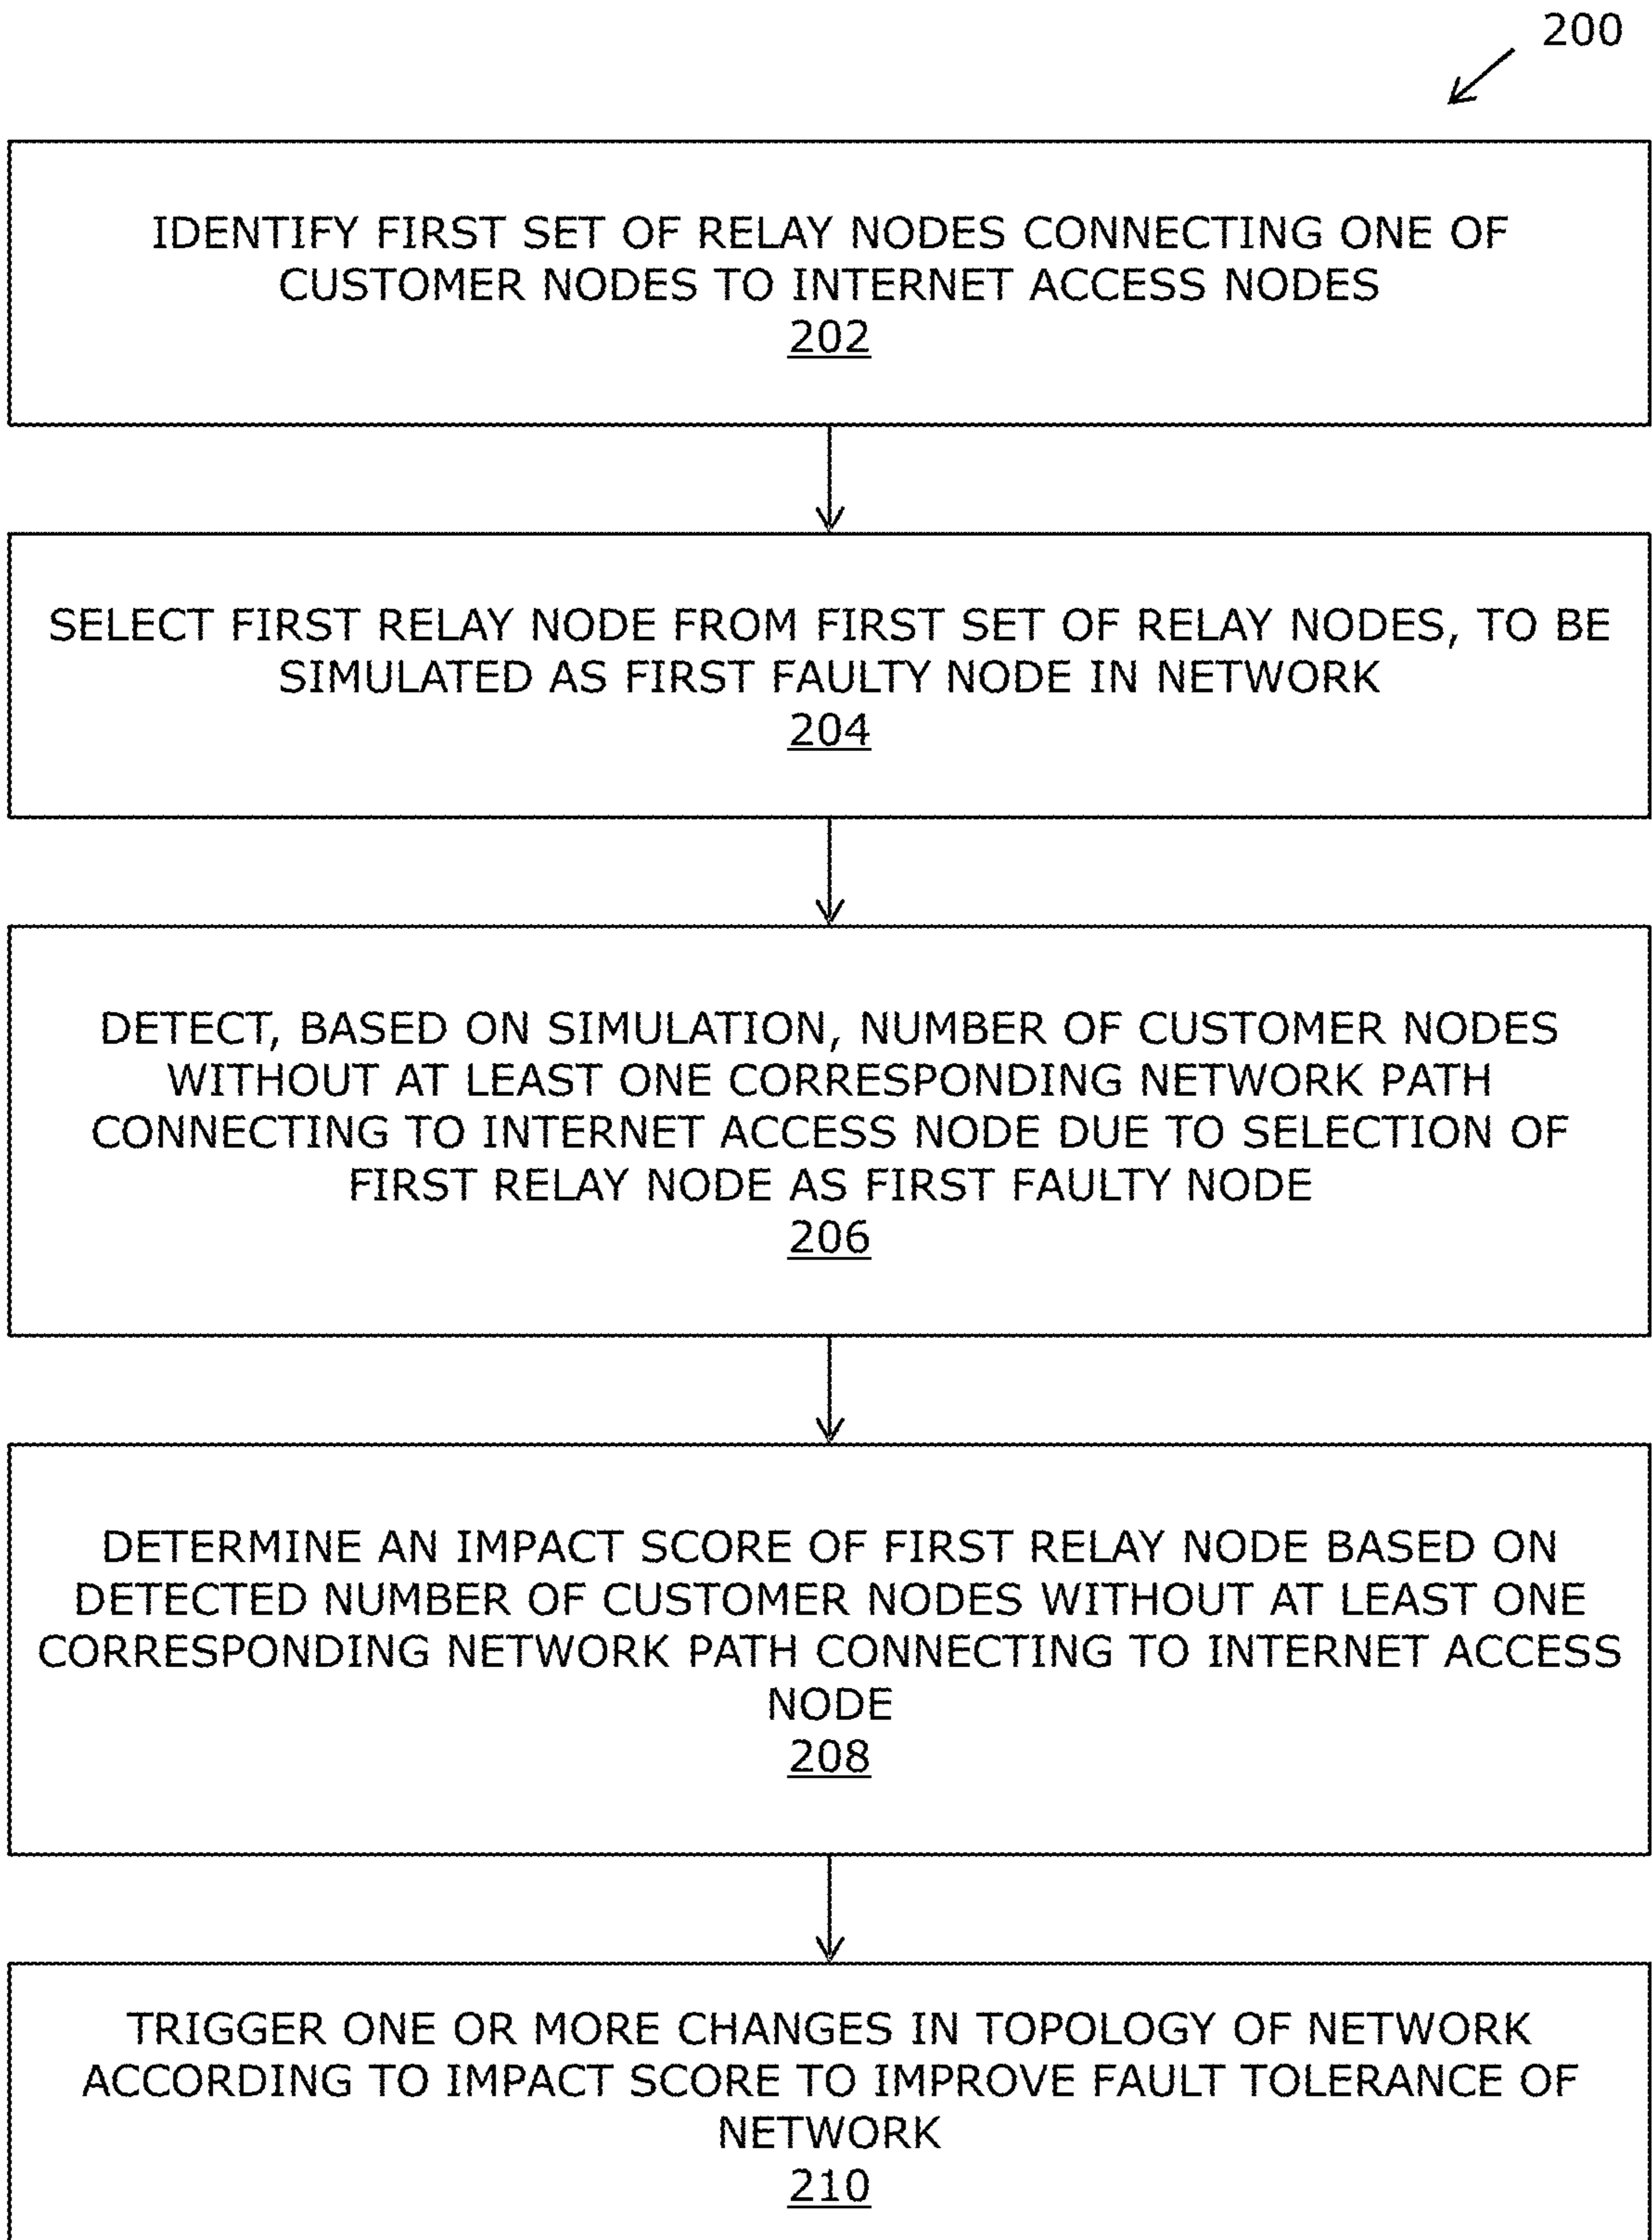 200
IDENTIFY FIRST SET OF RELAY NODES CONNECTING ONE OF
CUSTOMER NODES TO INTERNET ACCESS NODES
202
SELECT FIRST RELAY NODE FROM FIRST SET OF RELAY NODES, TO BE
SIMULATED AS FIRST FAULTY NODE IN NETWORK
204
DETECT, BASED ON SIMULATION, NUMBER OF CUSTOMER NODES
WITHOUT AT LEAST ONE CORRESPONDING NETWORK PATH
CONNECTING TO INTERNET ACCESS NODE DUE TO SELECTION OF
FIRST RELAY NODE AS FIRST FAULTY NODE
206
DETERMINE AN IMPACT SCORE OF FIRST RELAY NODE BASED ON
DETECTED NUMBER OF CUSTOMER NODES WITHOUT AT LEAST ONE
CORRESPONDING NETWORK PATH CONNECTING TO INTERNET ACCESS
NODE
208
TRIGGER ONE OR MORE CHANGES IN TOPOLOGY OF NETWORK
ACCORDING TO IMPACT SCORE TO IMPROVE FAULT TOLERANCE OF
NETWORK
210